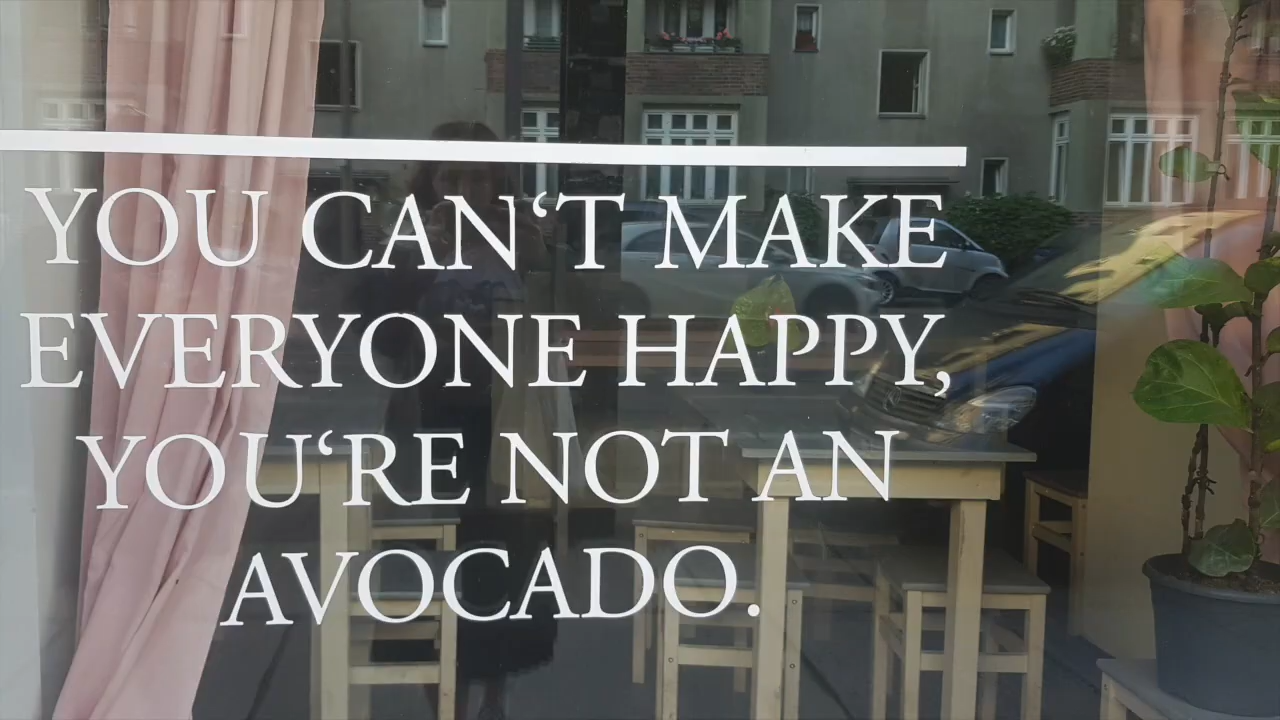 YOU CAN‘T MAKE
EVERYONE HAPPY,
YOU‘RE NOT AN
AVOCADO.